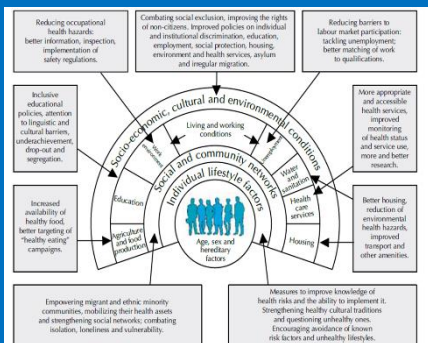 Reducing occupational
health hazards:
better information, inspection,
implementation of
safety regulations.
Combating social exclusion, improving the rights
of non-citizens. Improved policies on individual
and institutional discrimination, education,
employment, social protection, housing,
environment and health services, asylum
and irregular migration.
Reducing barriers to
labour market participation:
tackling unemployment;
better matching of work
to qualifications.
Inclusive
educational
policies, attention
to linguistic and
cultural barriers,
underachievement,
drop-out and
segregation.
Increased
availability of
healthy food,
better targeting of
“healthy eating”
campaigns.
More appropriate
and accessible
health services,
improved
monitoring
of health status
and service use,
more and better
research.
Better housing,
reduction of
environmental
health hazards,
improved
transport and
other amenities.
Socio-economic, cultural and environmental conditions
Living and working
conditions
Work
environment
Unemployment
Social and community networks
Individual lifestyle factors
Water
and
sanitation
Education
Health
care
services
Agriculture
and food
production
Housing
Age, sex and
hereditary
factors
Empowering migrant and ethnic minority
communities, mobilizing their health assets
and strengthening social networks; combating
isolation, loneliness and vulnerability.
Measures to improve knowledge of
health risks and the ability to implement it.
Strengthening healthy cultural traditions
and questioning unhealthy ones.
Encouraging avoidance of known
risk factors and unhealthy lifestyles.